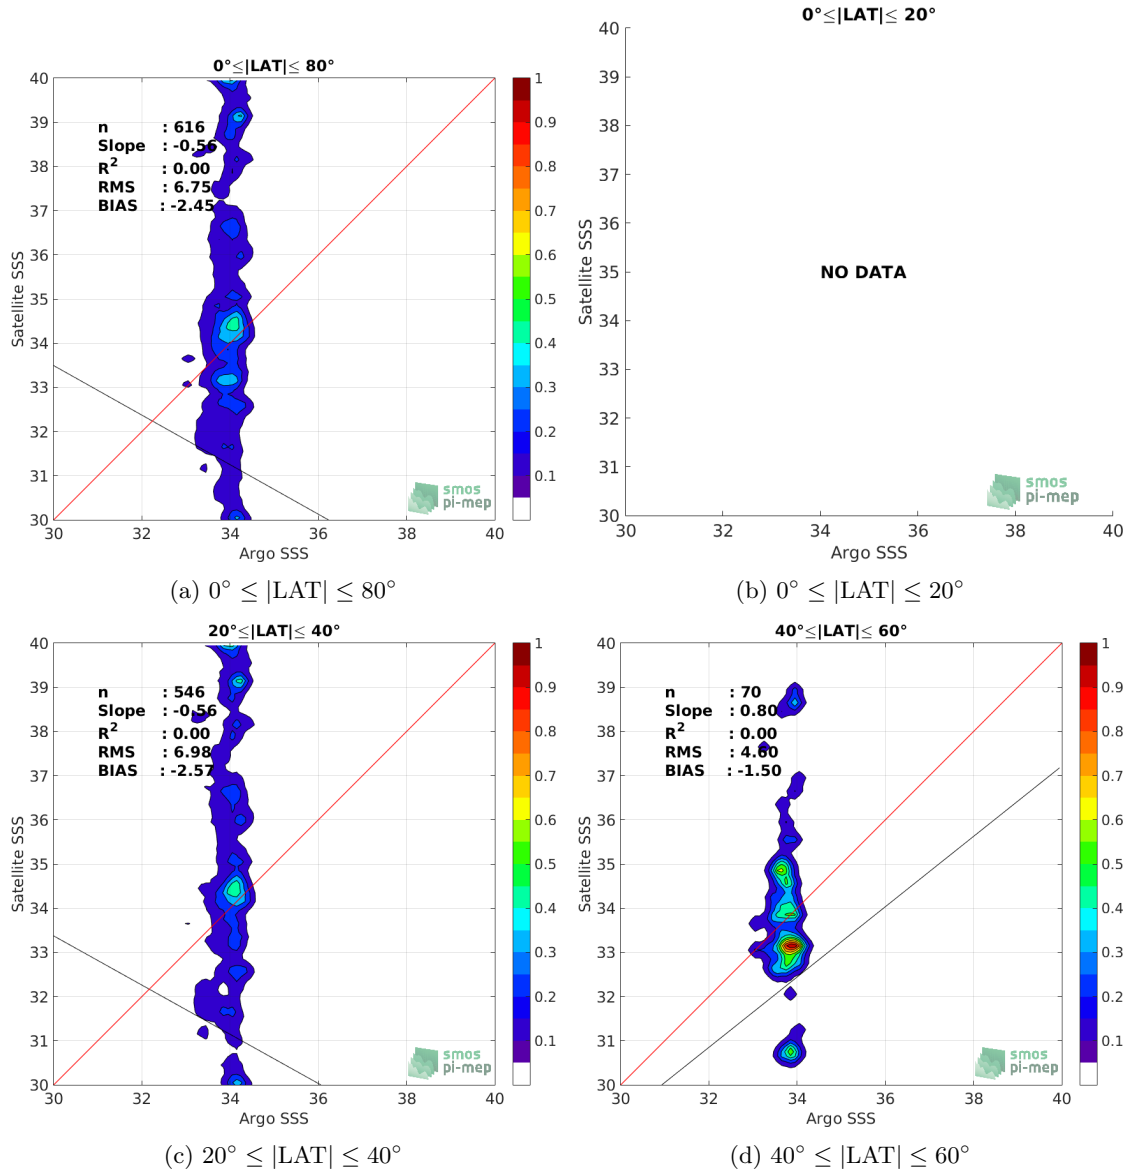 0°≤|LAT|≤ 80°
n : 616
Slope : -0.56
R² : 0.00
RMS : 6.75
BIAS : -2.45
40
39
38
37
36
35
34
33
32
31
30
Satellite SSS
30 32 34 36 38 40
Argo SSS
smos
pi-mep
1
0.9
0.8
0.7
0.6
0.5
0.4
0.3
0.2
0.1
(a) 0° ≤ |LAT| ≤ 80°
0°≤|LAT|≤ 20°
40
39
38
37
36
35
34
33
32
31
30
Satellite SSS
NO DATA
smos
pi-mep
30 32 34 36 38 40
Argo SSS
(b) 0° ≤ |LAT| ≤ 20°
20°≤|LAT|≤ 40°
n : 546
Slope : -0.56
R² : 0.00
RMS : 6.98
BIAS : -2.57
40
39
38
37
36
35
34
33
32
31
30
Satellite SSS
30 32 34 36 38 40
Argo SSS
smos
pi-mep
1
0.9
0.8
0.7
0.6
0.5
0.4
0.3
0.2
0.1
(c) 20° ≤ |LAT| ≤ 40°
40°≤|LAT|≤ 60°
n : 70
Slope : 0.80
R² : 0.00
RMS : 4.60
BIAS : -1.50
40
39
38
37
36
35
34
33
32
31
30
Satellite SSS
30 32 34 36 38 40
Argo SSS
smos
pi-mep
1
0.9
0.8
0.7
0.6
0.5
0.4
0.3
0.2
0.1
(d) 40° ≤ |LAT| ≤ 60°